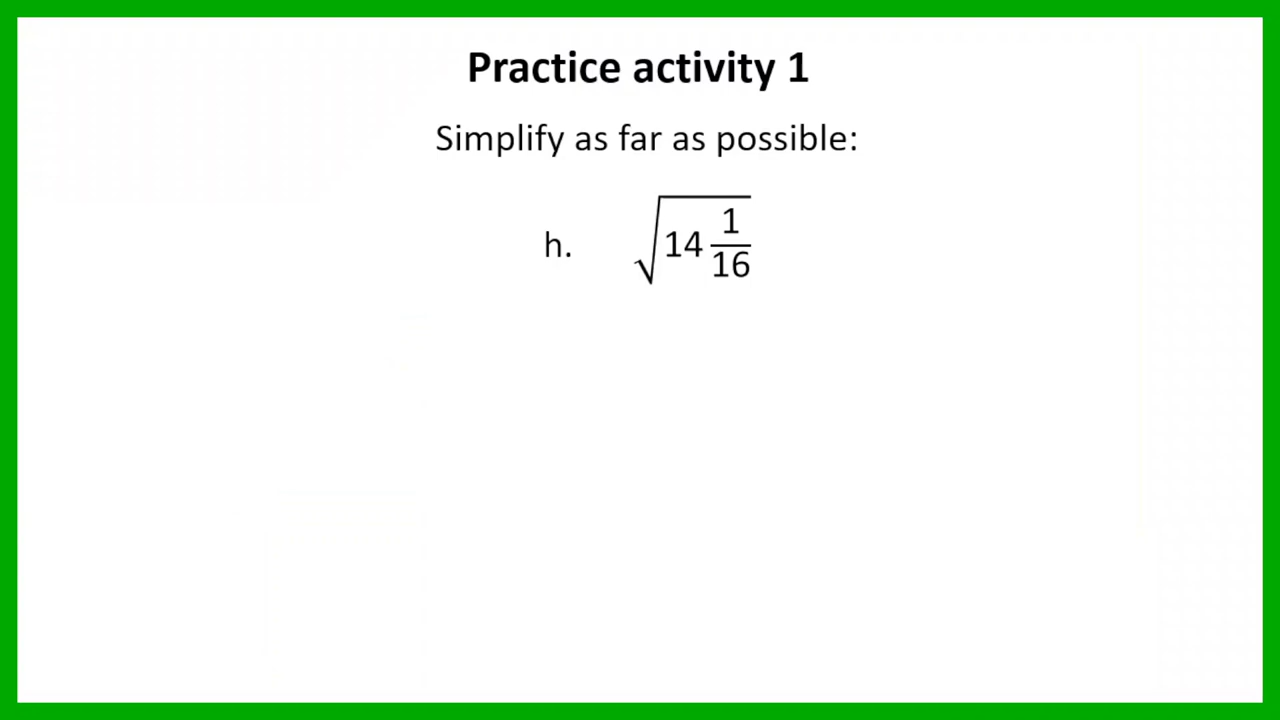 Practice activity 1
Simplify as far as possible:
h. √14 1/16